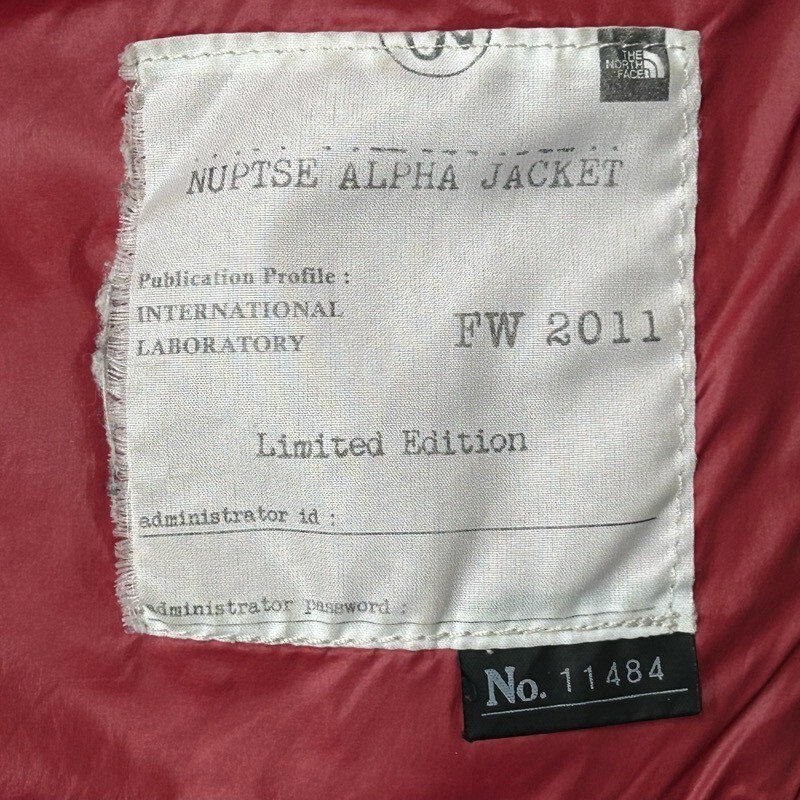 THE
NORTH
FACE
NUPTSE ALPHA JACKET
Publication Profile :
INTERNATIONAL
LABORATORY
FW 2011
Limited Edition
administrator id :
administrator password :
No. 11484